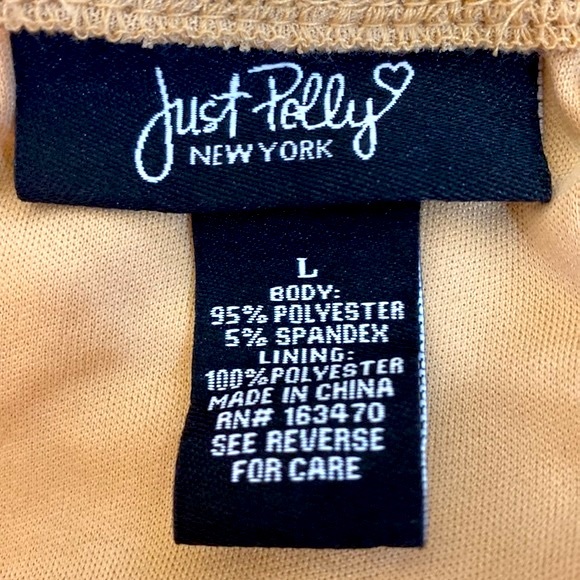 Just Polly
NEW YORK
L
BODY:
95% POLYESTER
5% SPANDEX
LINING:
100% POLYESTER
MADE IN CHINA
RN# 163470
SEE REVERSE
FOR CARE